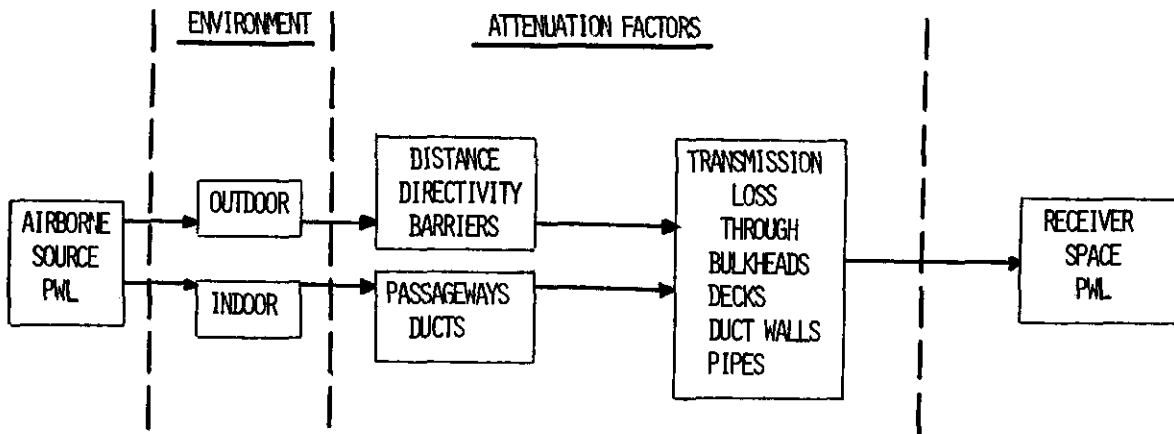 ENVIRONMENT
ATTENUATION FACTORS
AIRBORNE
SOURCE
PWL
OUTDOOR
INDOOR
DISTANCE
DIRECTIVITY
BARRIERS
PASSAGEWAYS
DUCTS
TRANSMISSION
LOSS
THROUGH
BULKHEADS
DECKS
DUCT WALLS
PIPES
RECEIVER
SPACE
PWL